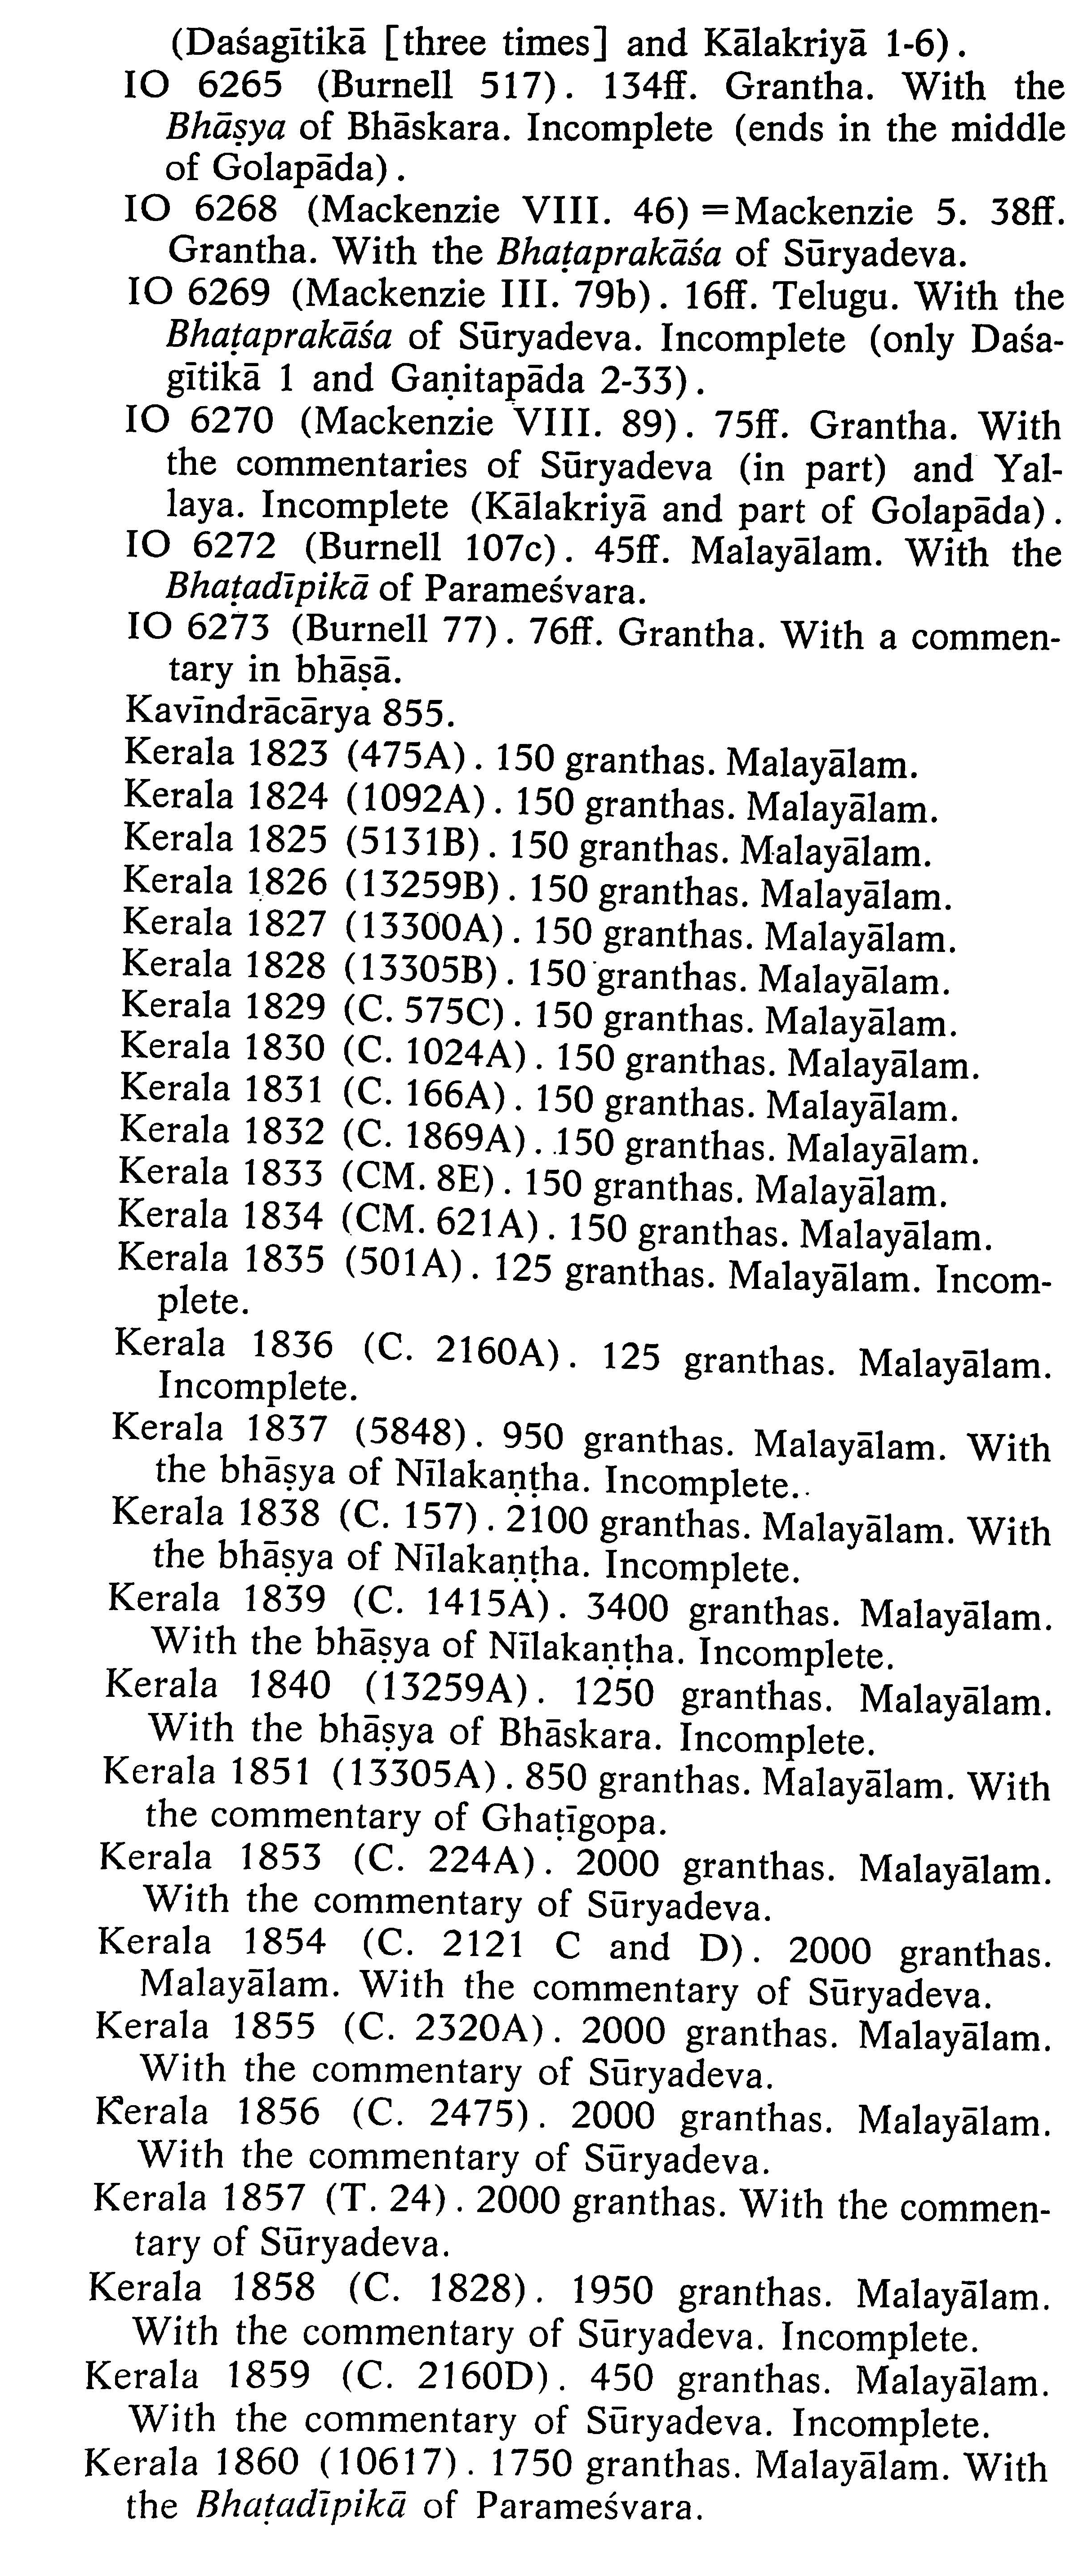 (Daśagītikā [three times] and Kālakriyā 1-6).
IO 6265 (Burnell 517). 134ff. Grantha. With the
Bhāṣya of Bhāskara. Incomplete (ends in the middle
of Golapāda).
IO 6268 (Mackenzie VIII. 46)=Mackenzie 5. 38ff.
Grantha. With the Bhaṭaprakāśa of Sūryadeva.
IO 6269 (Mackenzie III. 79b). 16ff. Telugu. With the
Bhaṭaprakāśa of Sūryadeva. Incomplete (only Daśa-
gītikā 1 and Gaṇitapāda 2-33).
IO 6270 (Mackenzie VIII. 89). 75ff. Grantha. With
the commentaries of Sūryadeva (in part) and Yal-
laya. Incomplete (Kālakriyā and part of Golapāda).
IO 6272 (Burnell 107c). 45ff. Malayālam. With the
Bhaṭadīpikā of Parameśvara.
IO 6273 (Burnell 77). 76ff. Grantha. With a commen-
tary in bhāṣā.
Kavīndrācārya 855.
Kerala 1823 (475A). 150 granthas. Malayālam.
Kerala 1824 (1092A). 150 granthas. Malayālam.
Kerala 1825 (5131B). 150 granthas. Malayālam.
Kerala 1826 (13259B). 150 granthas. Malayālam.
Kerala 1827 (13300A). 150 granthas. Malayālam.
Kerala 1828 (13305B). 150 granthas. Malayālam.
Kerala 1829 (C. 575C). 150 granthas. Malayālam.
Kerala 1830 (C. 1024A). 150 granthas. Malayālam.
Kerala 1831 (C. 166A). 150 granthas. Malayālam.
Kerala 1832 (C. 1869A). 150 granthas. Malayālam.
Kerala 1833 (CM. 8E). 150 granthas. Malayālam.
Kerala 1834 (CM. 621A). 150 granthas. Malayālam.
Kerala 1835 (501A). 125 granthas. Malayālam. Incom-
plete.
Kerala 1836 (C. 2160A). 125 granthas. Malayālam.
Incomplete.
Kerala 1837 (5848). 950 granthas. Malayālam. With
the bhāṣya of Nīlakaṇṭha. Incomplete.
Kerala 1838 (C. 157). 2100 granthas. Malayālam. With
the bhāṣya of Nīlakaṇṭha. Incomplete.
Kerala 1839 (C. 1415A). 3400 granthas. Malayālam.
With the bhāṣya of Nīlakaṇṭha. Incomplete.
Kerala 1840 (13259A). 1250 granthas. Malayālam.
With the bhāṣya of Bhāskara. Incomplete.
Kerala 1851 (13305A). 850 granthas. Malayālam. With
the commentary of Ghaṭīgopa.
Kerala 1853 (C. 224A). 2000 granthas. Malayālam.
With the commentary of Sūryadeva.
Kerala 1854 (C. 2121 C and D). 2000 granthas.
Malayālam. With the commentary of Sūryadeva.
Kerala 1855 (C. 2320A). 2000 granthas. Malayālam.
With the commentary of Sūryadeva.
Kerala 1856 (C. 2475). 2000 granthas. Malayālam.
With the commentary of Sūryadeva.
Kerala 1857 (T. 24). 2000 granthas. With the commen-
tary of Sūryadeva.
Kerala 1858 (C. 1828). 1950 granthas. Malayālam.
With the commentary of Sūryadeva. Incomplete.
Kerala 1859 (C. 2160D). 450 granthas. Malayālam.
With the commentary of Sūryadeva. Incomplete.
Kerala 1860 (10617). 1750 granthas. Malayālam. With
the Bhaṭadīpikā of Parameśvara.